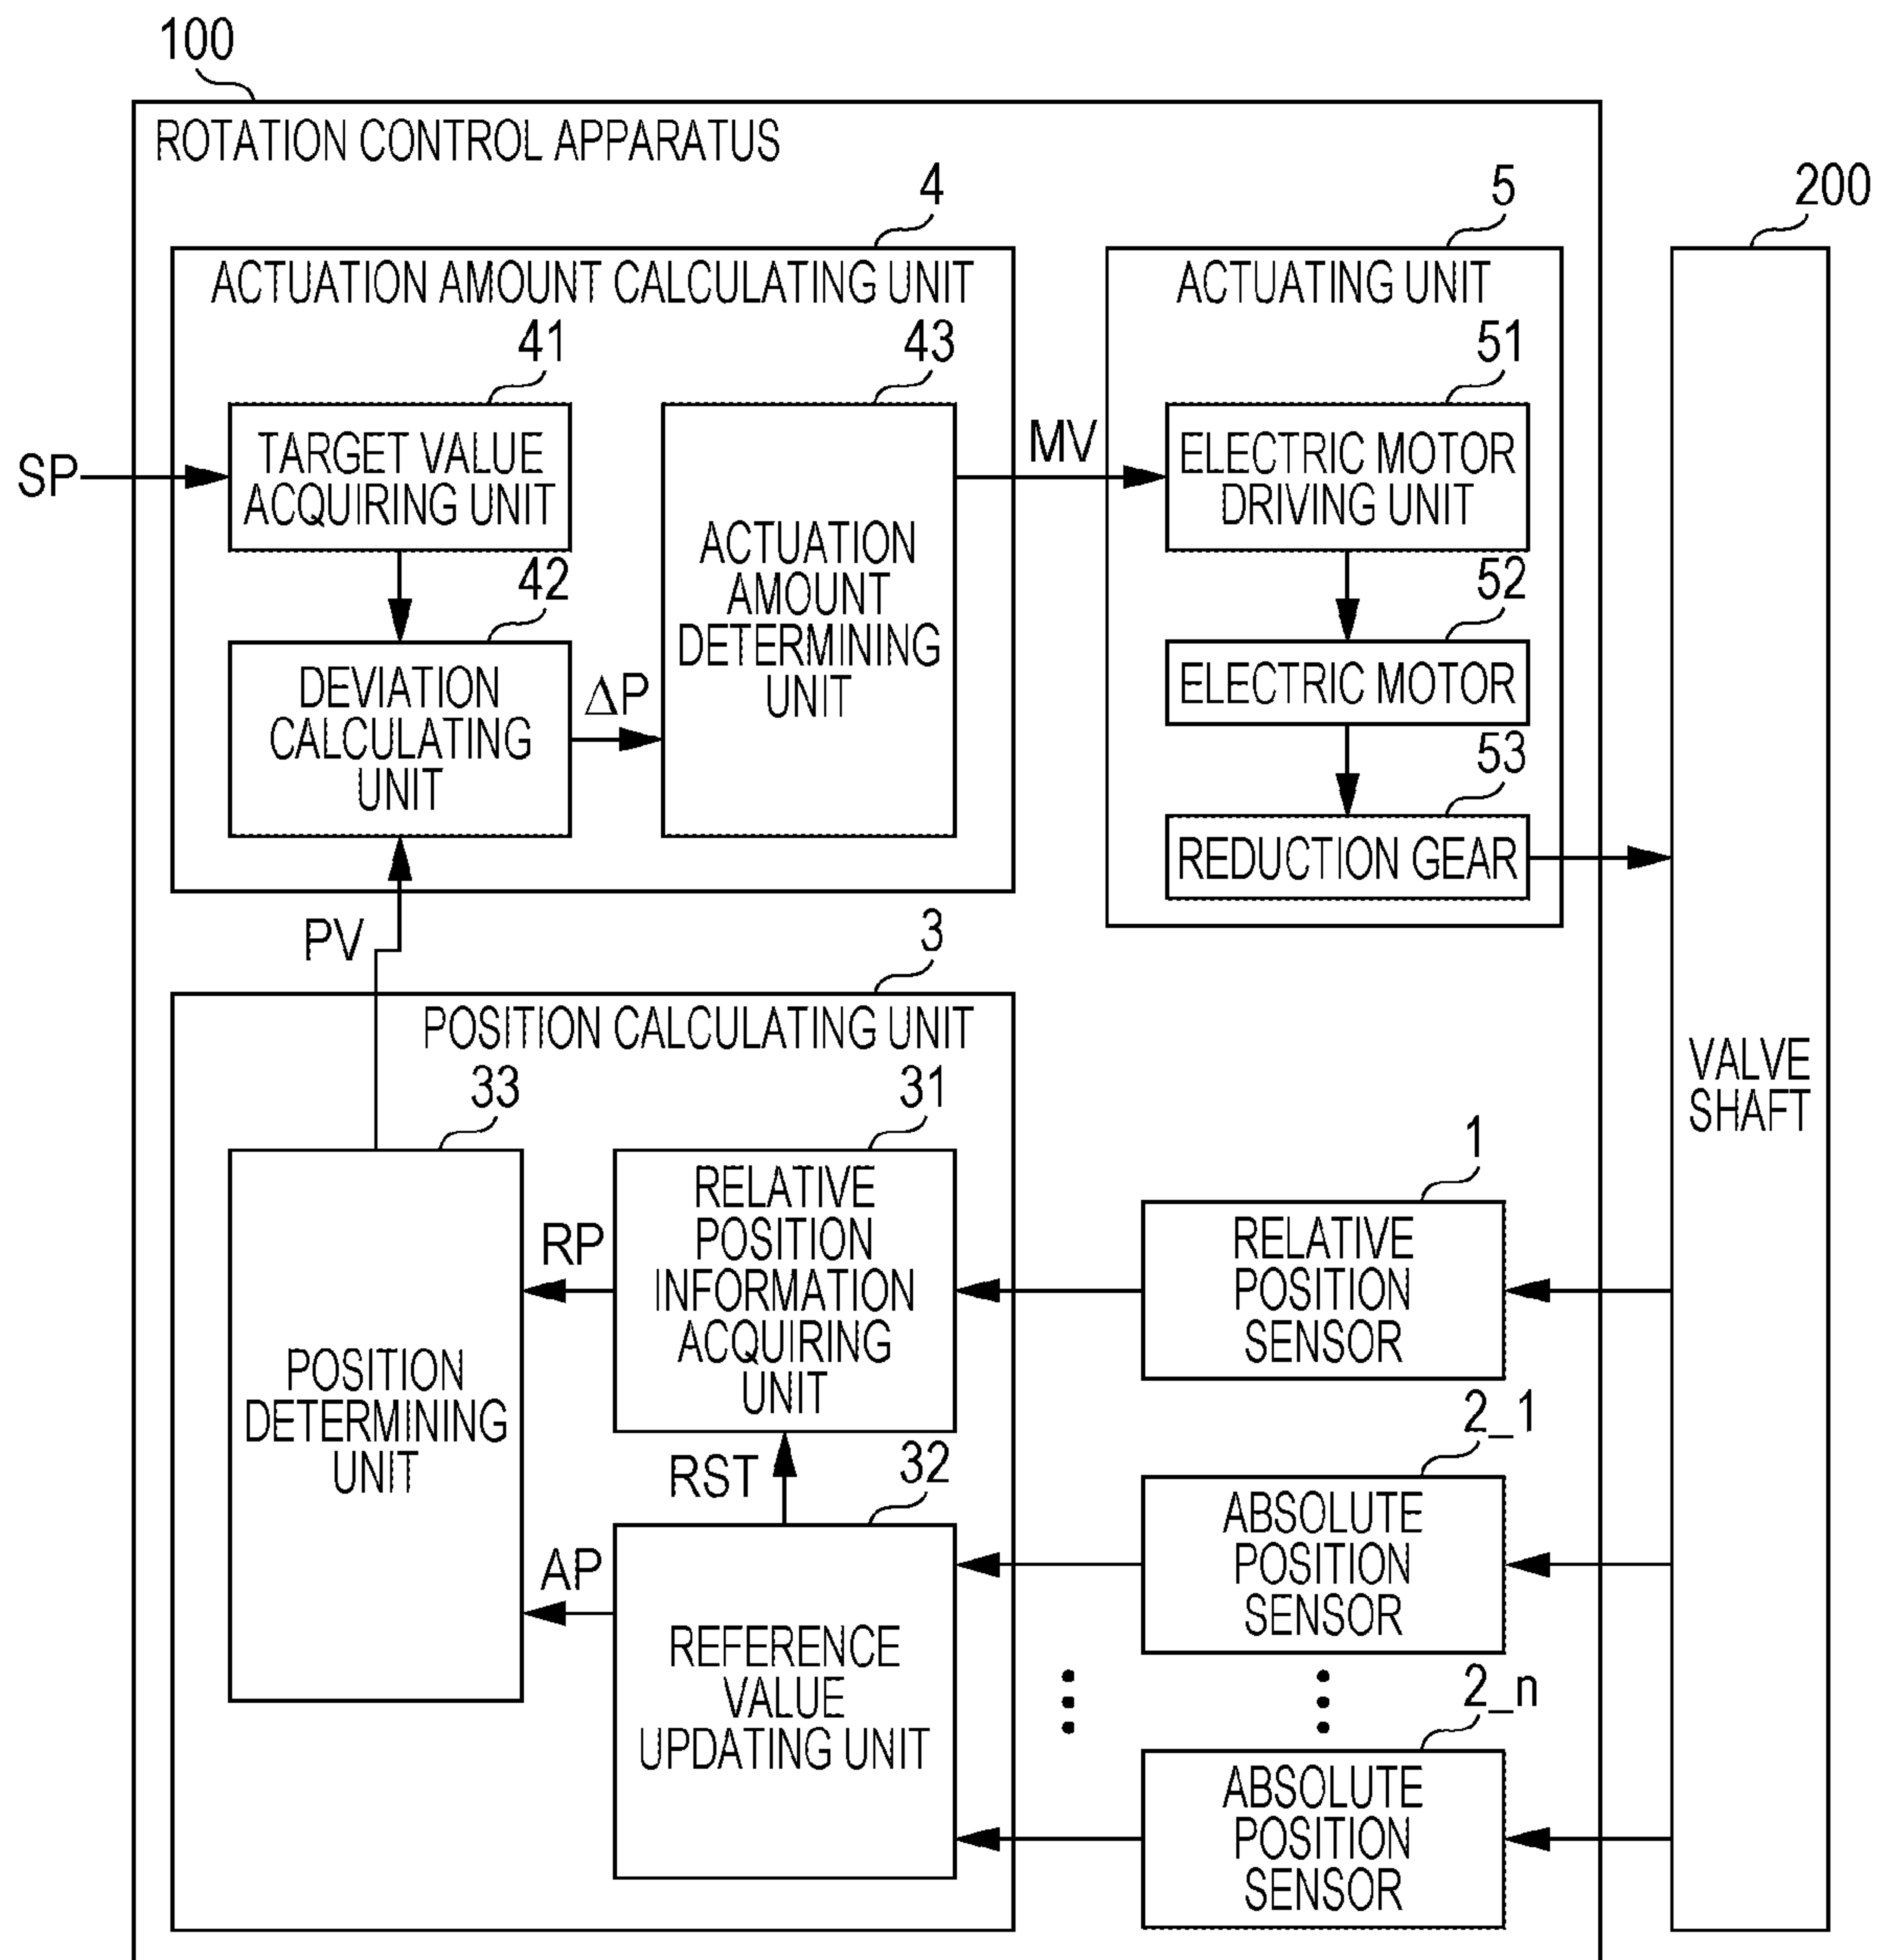 100
ROTATION CONTROL APPARATUS
4
5
200
ACTUATION AMOUNT CALCULATING UNIT
ACTUATING UNIT
41
43
51
SP
TARGET VALUE
ACQUIRING UNIT
MV
ELECTRIC MOTOR
DRIVING UNIT
42
ACTUATION
AMOUNT
DETERMINING
UNIT
52
DEVIATION
CALCULATING
UNIT
ΔP
ELECTRIC MOTOR
53
REDUCTION GEAR
PV
3
POSITION CALCULATING UNIT
VALVE
SHAFT
33
31
1
RELATIVE
POSITION
INFORMATION
ACQUIRING
UNIT
RP
RELATIVE
POSITION
SENSOR
POSITION
DETERMINING
UNIT
2_1
RST
32
ABSOLUTE
POSITION
SENSOR
AP
REFERENCE
VALUE
UPDATING UNIT
2_n
ABSOLUTE
POSITION
SENSOR